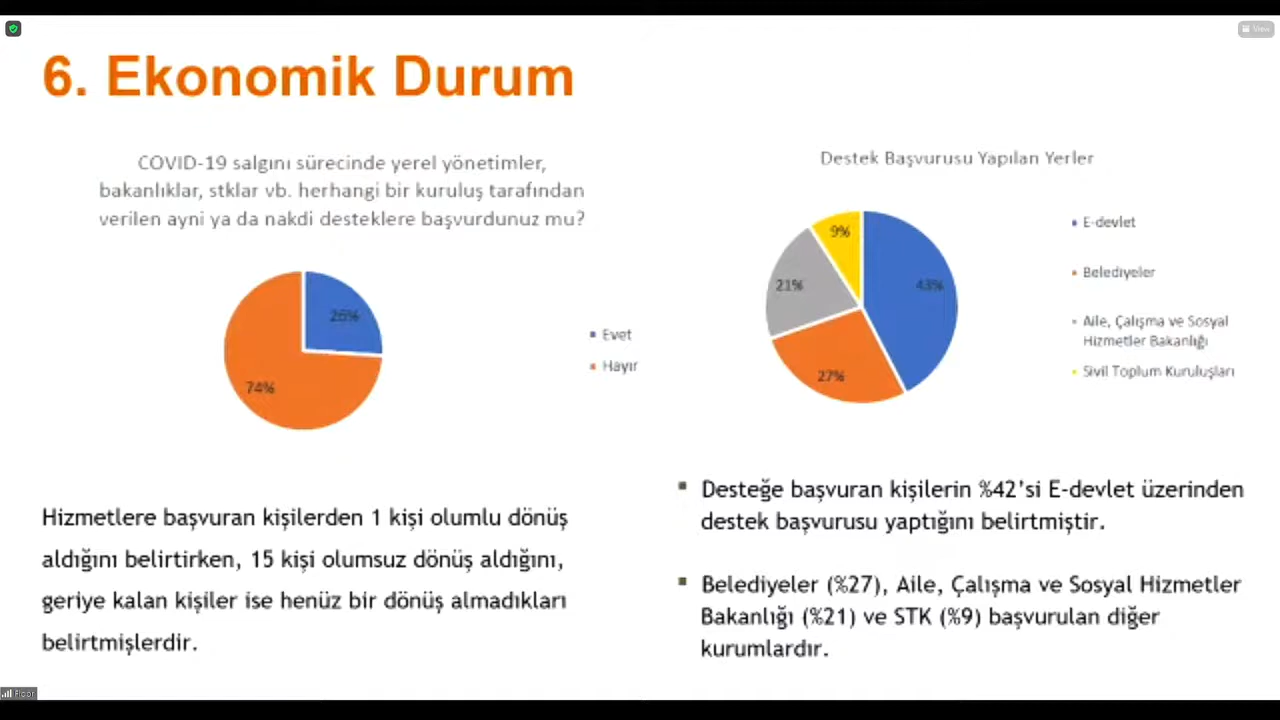 View
6. Ekonomik Durum
COVID-19 salgını sürecinde yerel yönetimler,
bakanlıklar, stklar vb. herhangi bir kuruluş tarafından
verilen ayni ya da nakdi desteklere başvurdunuz mu?
26%
74%
Evet
Hayır
Hizmetlere başvuran kişilerden 1 kişi olumlu dönüş
aldığını belirtirken, 15 kişi olumsuz dönüş aldığını,
geriye kalan kişiler ise henüz bir dönüş almadıkları
belirtmişlerdir.
Destek Başvurusu Yapılan Yerler
9%
43%
21%
27%
E-devlet
Belediyeler
Aile, Çalışma ve Sosyal
Hizmetler Bakanlığı
Sivil Toplum Kuruluşları
▪ Desteğe başvuran kişilerin %42’si E-devlet üzerinden
destek başvurusu yaptığını belirtmiştir.
▪ Belediyeler (%27), Aile, Çalışma ve Sosyal Hizmetler
Bakanlığı (%21) ve STK (%9) başvurulan diğer
kurumlardır.
Floor